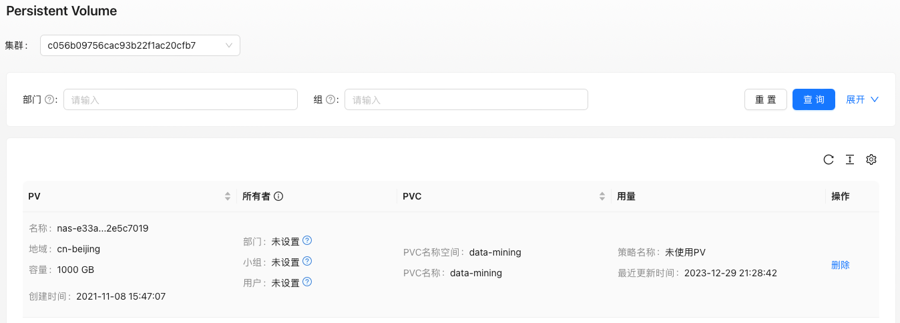 Persistent Volume
集群： c056b09756cac93b22f1ac20cfb7
部门 ?： 请输入 组 ?： 请输入 重 置 查 询 展开
PV 所有者 PVC 用量 操作
名称：nas-e33a...2e5c7019
地域：cn-beijing
容量：1000 GB
创建时间：2021-11-08 15:47:07
部门：未设置 ?
小组：未设置 ?
用户：未设置 ?
PVC名称空间：data-mining
PVC名称：data-mining
策略名称：未使用PV
最近更新时间：2023-12-29 21:28:42
删除